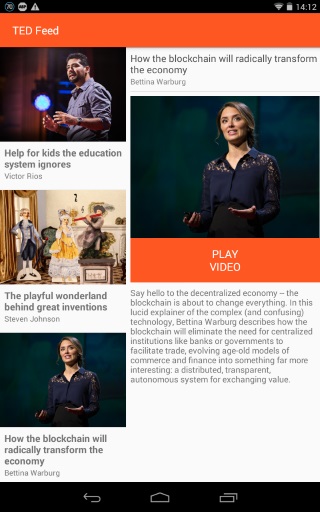 14:12
TED Feed
Help for kids the education
system ignores
Victor Rios
The playful wonderland
behind great inventions
Steven Johnson
How the blockchain will
radically transform the
economy
Bettina Warburg
How the blockchain will radically transform
the economy
Bettina Warburg
PLAY
VIDEO
Say hello to the decentralized economy -- the
blockchain is about to change everything. In this
lucid explainer of the complex (and confusing)
technology, Bettina Warburg describes how the
blockchain will eliminate the need for centralized
institutions like banks or governments to
facilitate trade, evolving age-old models of
commerce and finance into something far more
interesting: a distributed, transparent,
autonomous system for exchanging value.